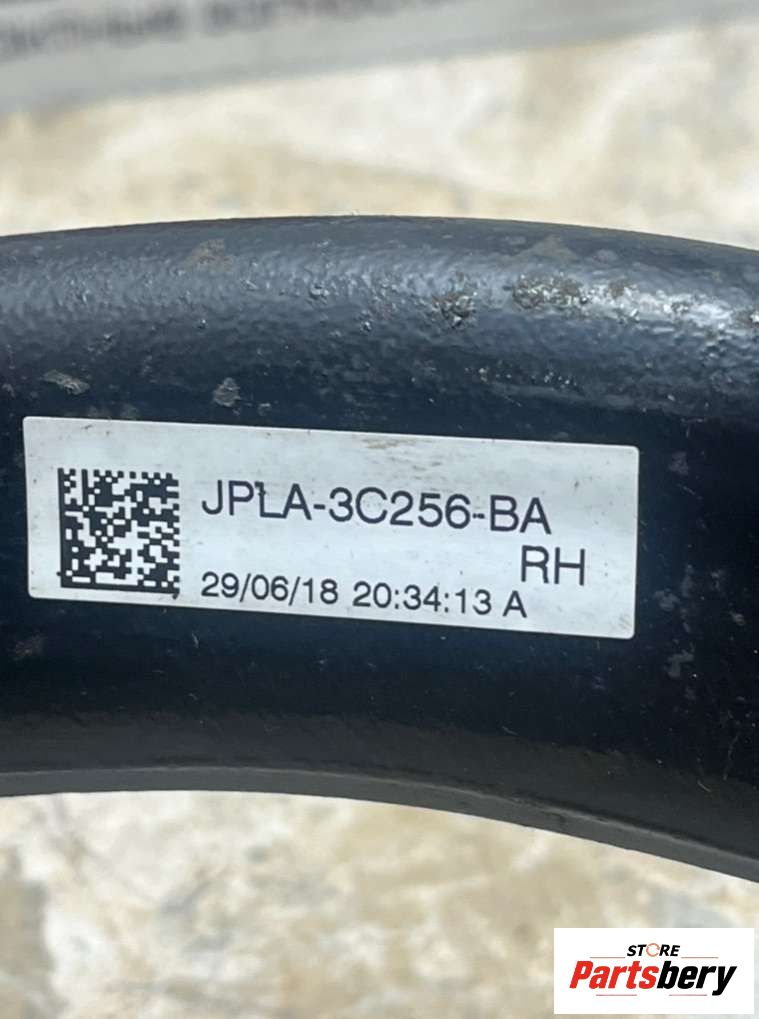 JPLA-3C256-BA
RH
29/06/18 20:34:13 A
STORE
Partsbery